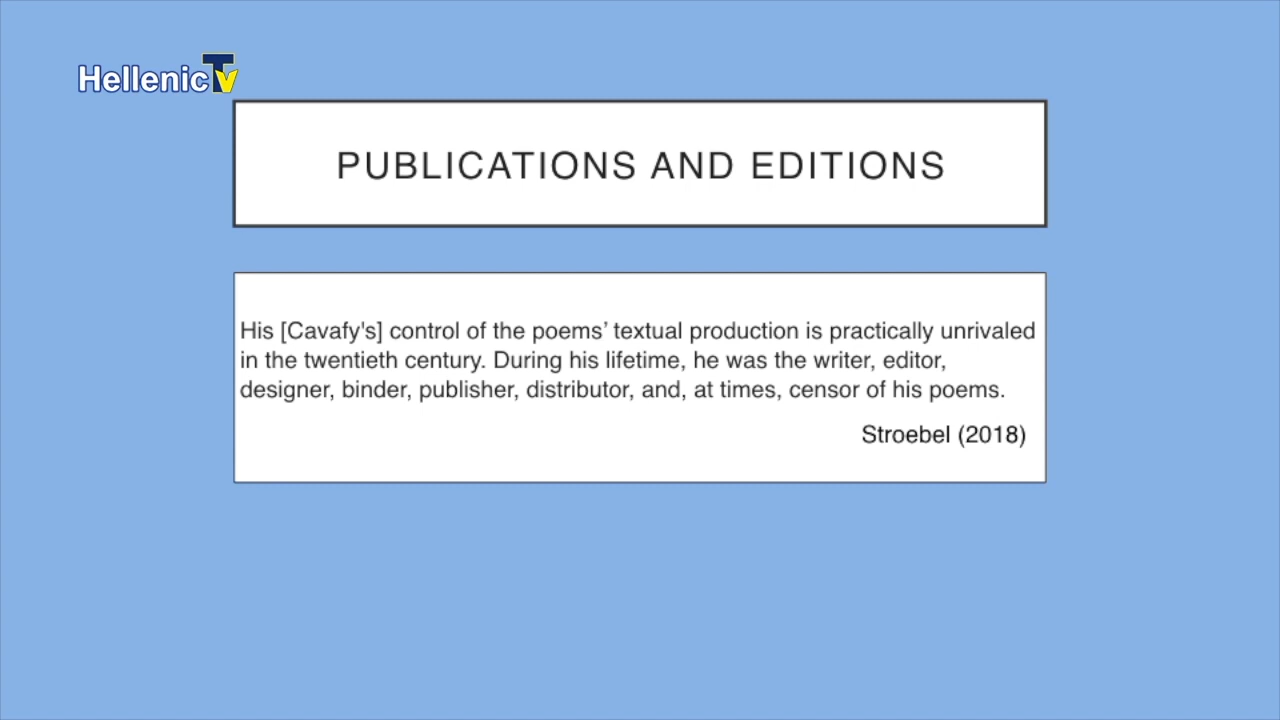 HellenicTv
PUBLICATIONS AND EDITIONS
His [Cavafy's] control of the poems’ textual production is practically unrivaled
in the twentieth century. During his lifetime, he was the writer, editor,
designer, binder, publisher, distributor, and, at times, censor of his poems.
Stroebel (2018)